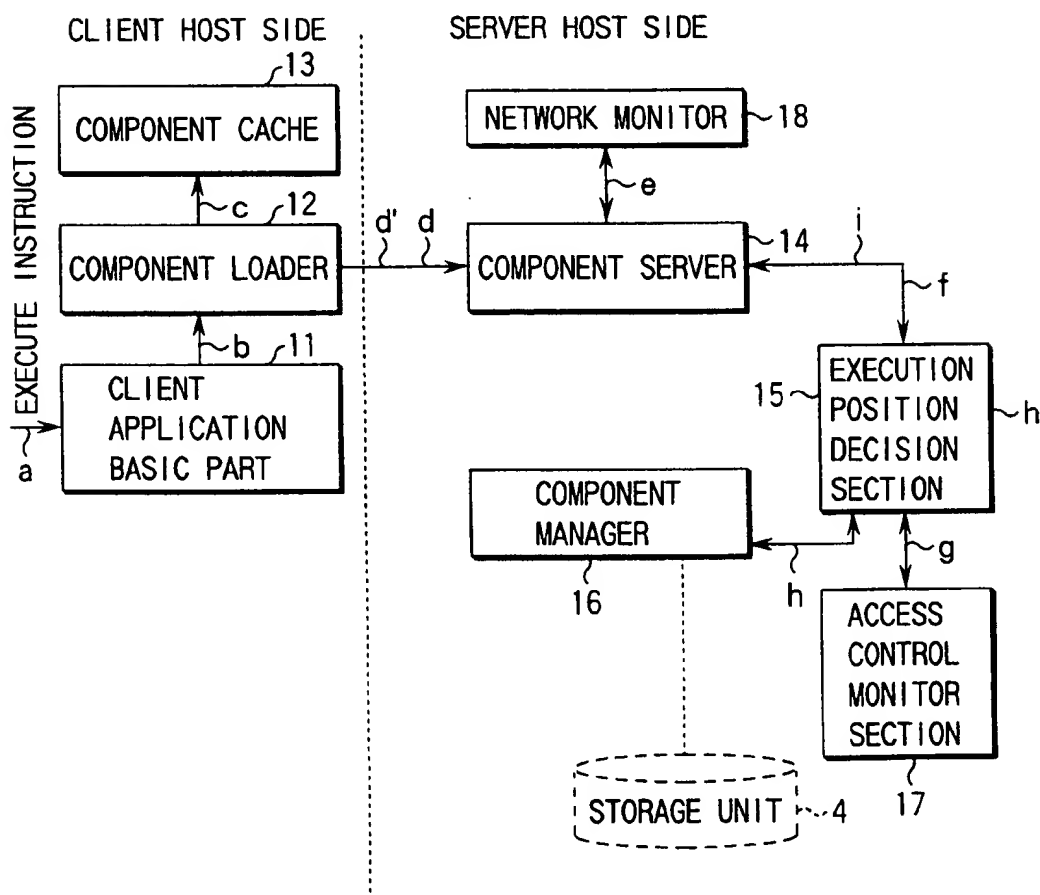 CLIENT HOST SIDE
SERVER HOST SIDE
13
COMPONENT CACHE
NETWORK MONITOR
18
EXECUTE INSTRUCTION
c
12
e
COMPONENT LOADER
d'
d
14
COMPONENT SERVER
i
f
b
11
CLIENT
APPLICATION
BASIC PART
a
15
EXECUTION
POSITION
DECISION
SECTION
h
COMPONENT
MANAGER
16
h
g
ACCESS
CONTROL
MONITOR
SECTION
17
STORAGE UNIT
4